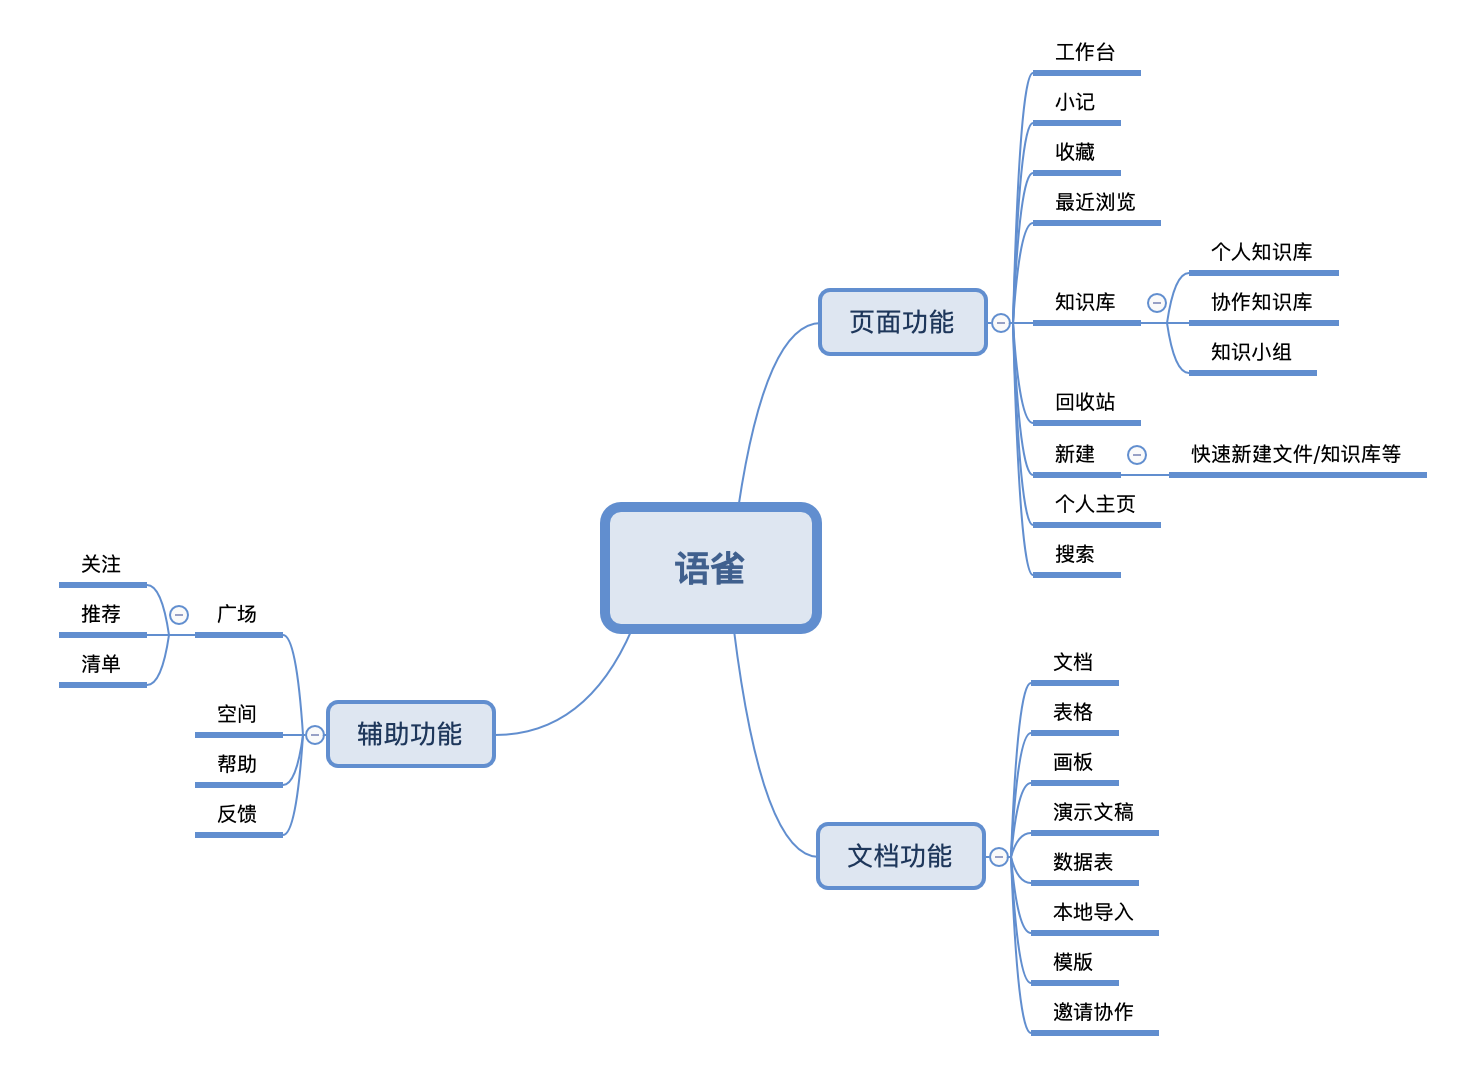 语雀
页面功能
工作台
小记
收藏
最近浏览
知识库
个人知识库
协作知识库
知识小组
回收站
新建
快速新建文件/知识库等
个人主页
搜索
文档功能
文档
表格
画板
演示文稿
数据表
本地导入
模版
邀请协作
辅助功能
广场
关注
推荐
清单
空间
帮助
反馈